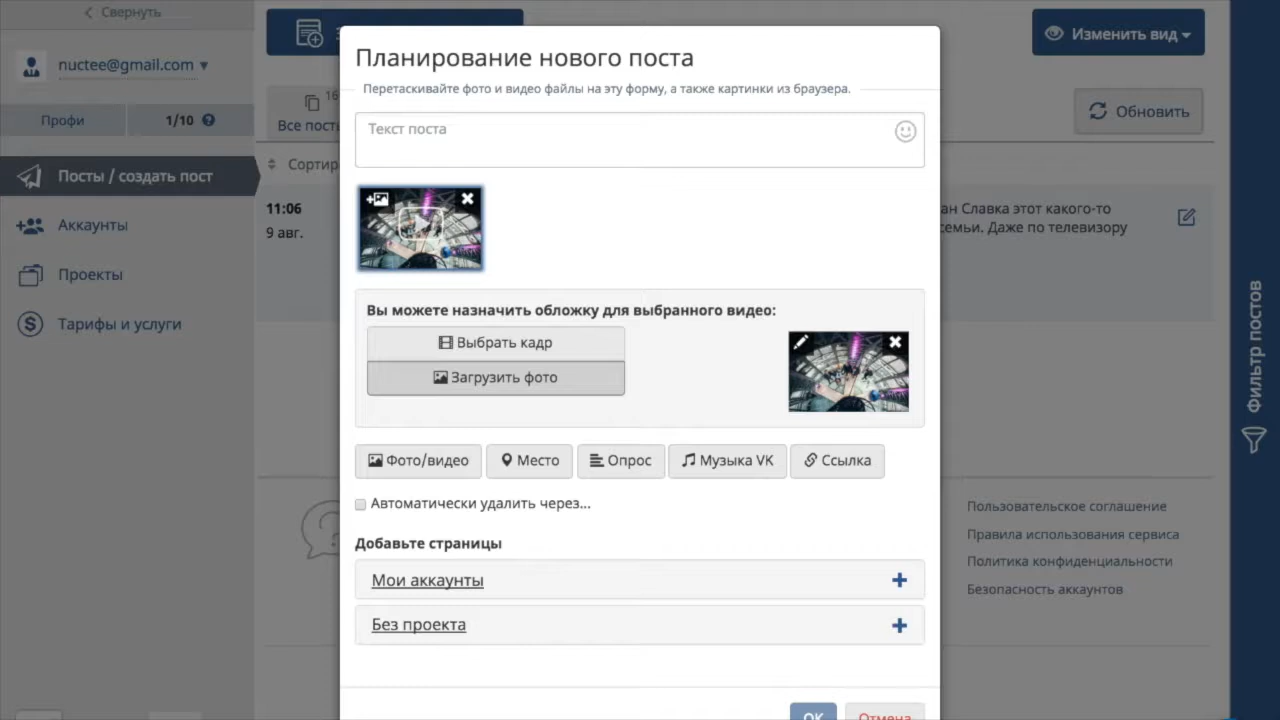 Свернуть
nuctee@gmail.com
Профи
1/10
Посты / создать пост
Аккаунты
Проекты
Тарифы и услуги
Изменить вид
16
Все посты
Обновить
Сортир
11:06
9 авг.
ан Славка этот какого-то
семьи. Даже по телевизору
Планирование нового поста
Перетаскивайте фото и видео файлы на эту форму, а также картинки из браузера.
Текст поста
Вы можете назначить обложку для выбранного видео:
Выбрать кадр
Загрузить фото
Фото/видео
Место
Опрос
Музыка VK
Ссылка
Автоматически удалить через...
Добавьте страницы
Мои аккаунты
Без проекта
OK
Отмена
Пользовательское соглашение
Правила использования сервиса
Политика конфиденциальности
Безопасность аккаунтов
Фильтр постов